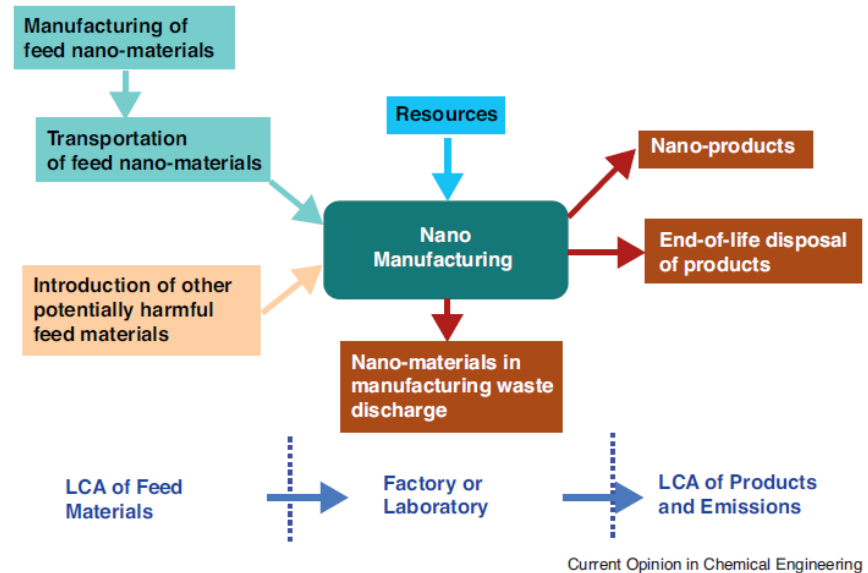 Manufacturing of
feed nano-materials
Transportation
of feed nano-materials
Resources
Nano-products
Nano
Manufacturing
End-of-life disposal
of products
Introduction of other
potentially harmful
feed materials
Nano-materials in
manufacturing waste
discharge
LCA of Feed
Materials
Factory or
Laboratory
LCA of Products
and Emissions
Current Opinion in Chemical Engineering